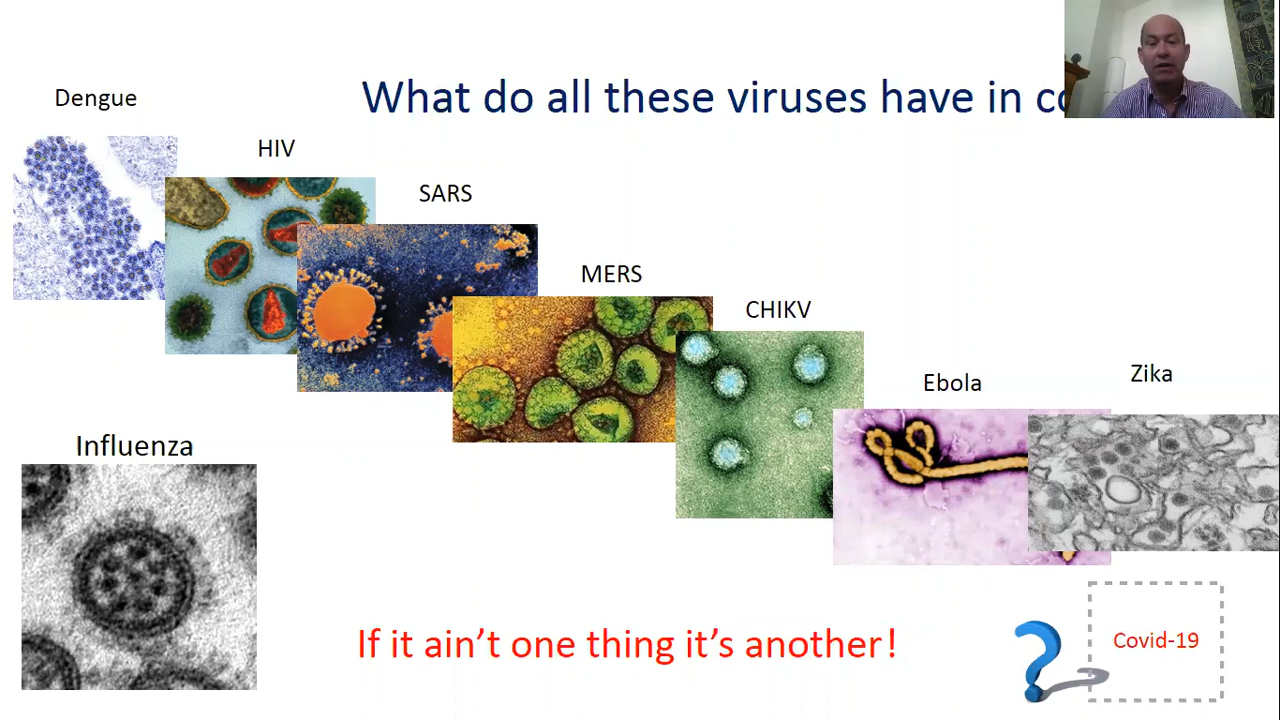 What do all these viruses have in co
Dengue
HIV
SARS
MERS
CHIKV
Ebola
Zika
Influenza
If it ain't one thing it's another!
Covid-19